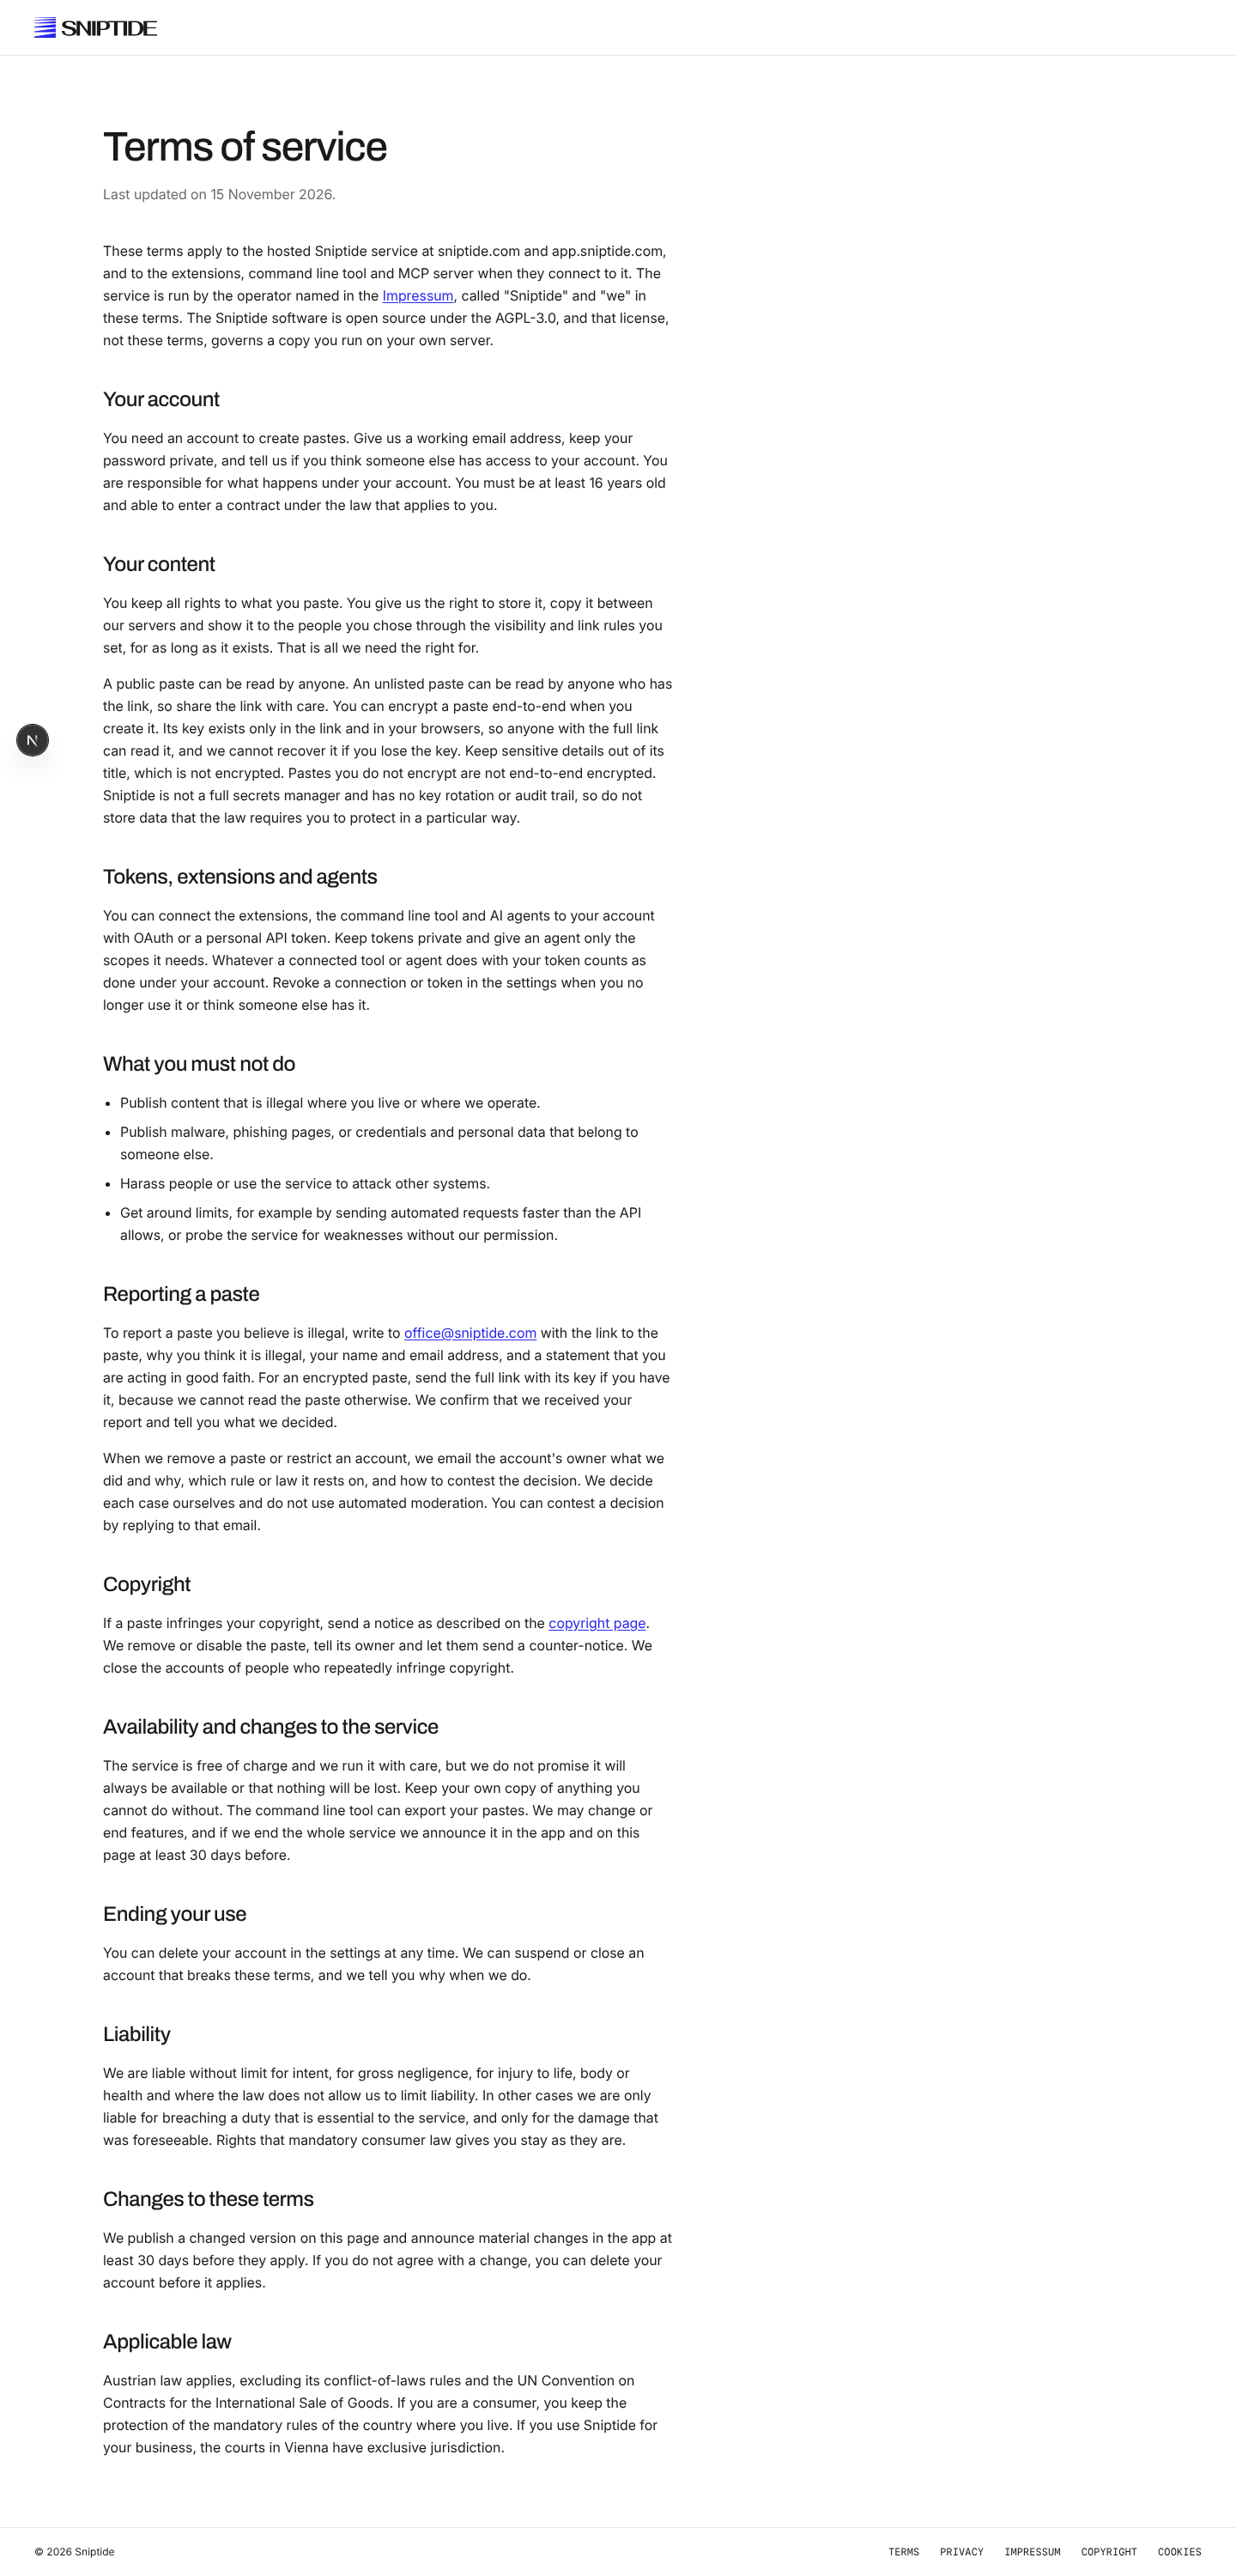 SNIPTIDE
Terms of service
Last updated on 15 November 2026.
These terms apply to the hosted Sniptide service at sniptide.com and app.sniptide.com,
and to the extensions, command line tool and MCP server when they connect to it. The
service is run by the operator named in the Impressum, called "Sniptide" and "we" in
these terms. The Sniptide software is open source under the AGPL-3.0, and that license,
not these terms, governs a copy you run on your own server.
Your account
You need an account to create pastes. Give us a working email address, keep your
password private, and tell us if you think someone else has access to your account. You
are responsible for what happens under your account. You must be at least 16 years old
and able to enter a contract under the law that applies to you.
Your content
You keep all rights to what you paste. You give us the right to store it, copy it between
our servers and show it to the people you chose through the visibility and link rules you
set, for as long as it exists. That is all we need the right for.
A public paste can be read by anyone. An unlisted paste can be read by anyone who has
the link, so share the link with care. You can encrypt a paste end-to-end when you
create it. Its key exists only in the link and in your browsers, so anyone with the full link
can read it, and we cannot recover it if you lose the key. Keep sensitive details out of its
title, which is not encrypted. Pastes you do not encrypt are not end-to-end encrypted.
Sniptide is not a full secrets manager and has no key rotation or audit trail, so do not
store data that the law requires you to protect in a particular way.
N
Tokens, extensions and agents
You can connect the extensions, the command line tool and AI agents to your account
with OAuth or a personal API token. Keep tokens private and give an agent only the
scopes it needs. Whatever a connected tool or agent does with your token counts as
done under your account. Revoke a connection or token in the settings when you no
longer use it or think someone else has it.
What you must not do
• Publish content that is illegal where you live or where we operate.
• Publish malware, phishing pages, or credentials and personal data that belong to
someone else.
• Harass people or use the service to attack other systems.
• Get around limits, for example by sending automated requests faster than the API
allows, or probe the service for weaknesses without our permission.
Reporting a paste
To report a paste you believe is illegal, write to office@sniptide.com with the link to the
paste, why you think it is illegal, your name and email address, and a statement that you
are acting in good faith. For an encrypted paste, send the full link with its key if you have
it, because we cannot read the paste otherwise. We confirm that we received your
report and tell you what we decided.
When we remove a paste or restrict an account, we email the account's owner what we
did and why, which rule or law it rests on, and how to contest the decision. We decide
each case ourselves and do not use automated moderation. You can contest a decision
by replying to that email.
Copyright
If a paste infringes your copyright, send a notice as described on the copyright page.
We remove or disable the paste, tell its owner and let them send a counter-notice. We
close the accounts of people who repeatedly infringe copyright.
Availability and changes to the service
The service is free of charge and we run it with care, but we do not promise it will
always be available or that nothing will be lost. Keep your own copy of anything you
cannot do without. The command line tool can export your pastes. We may change or
end features, and if we end the whole service we announce it in the app and on this
page at least 30 days before.
Ending your use
You can delete your account in the settings at any time. We can suspend or close an
account that breaks these terms, and we tell you why when we do.
Liability
We are liable without limit for intent, for gross negligence, for injury to life, body or
health and where the law does not allow us to limit liability. In other cases we are only
liable for breaching a duty that is essential to the service, and only for the damage that
was foreseeable. Rights that mandatory consumer law gives you stay as they are.
Changes to these terms
We publish a changed version on this page and announce material changes in the app at
least 30 days before they apply. If you do not agree with a change, you can delete your
account before it applies.
Applicable law
Austrian law applies, excluding its conflict-of-laws rules and the UN Convention on
Contracts for the International Sale of Goods. If you are a consumer, you keep the
protection of the mandatory rules of the country where you live. If you use Sniptide for
your business, the courts in Vienna have exclusive jurisdiction.
© 2026 Sniptide
TERMS PRIVACY IMPRESSUM COPYRIGHT COOKIES